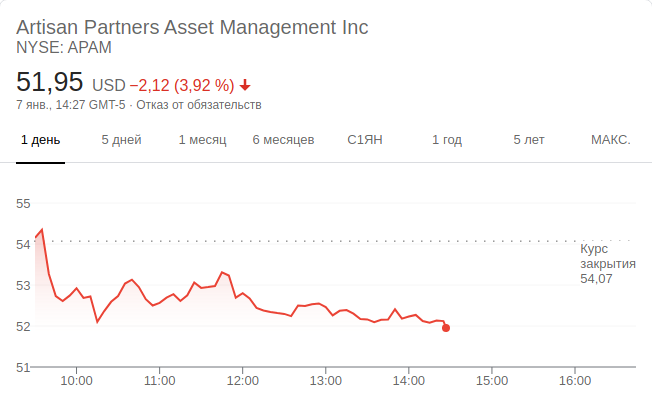 Artisan Partners Asset Management Inc
NYSE: APAM
51,95 USD −2,12 (3,92 %)
7 янв., 14:27 GMT-5 · Отказ от обязательств
1 день 5 дней 1 месяц 6 месяцев С1ЯН 1 год 5 лет МАКС.
55
54
53
52
51
Курс
закрытия
54,07
10:00 11:00 12:00 13:00 14:00 15:00 16:00